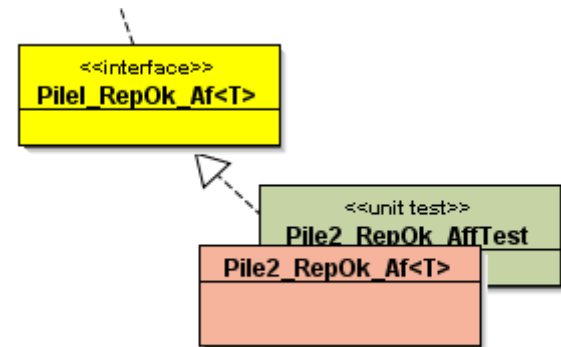 <<interface>>
PileI_RepOk_Af<T>
<<unit test>>
Pile2_RepOk_AffTest
Pile2_RepOk_Af<T>